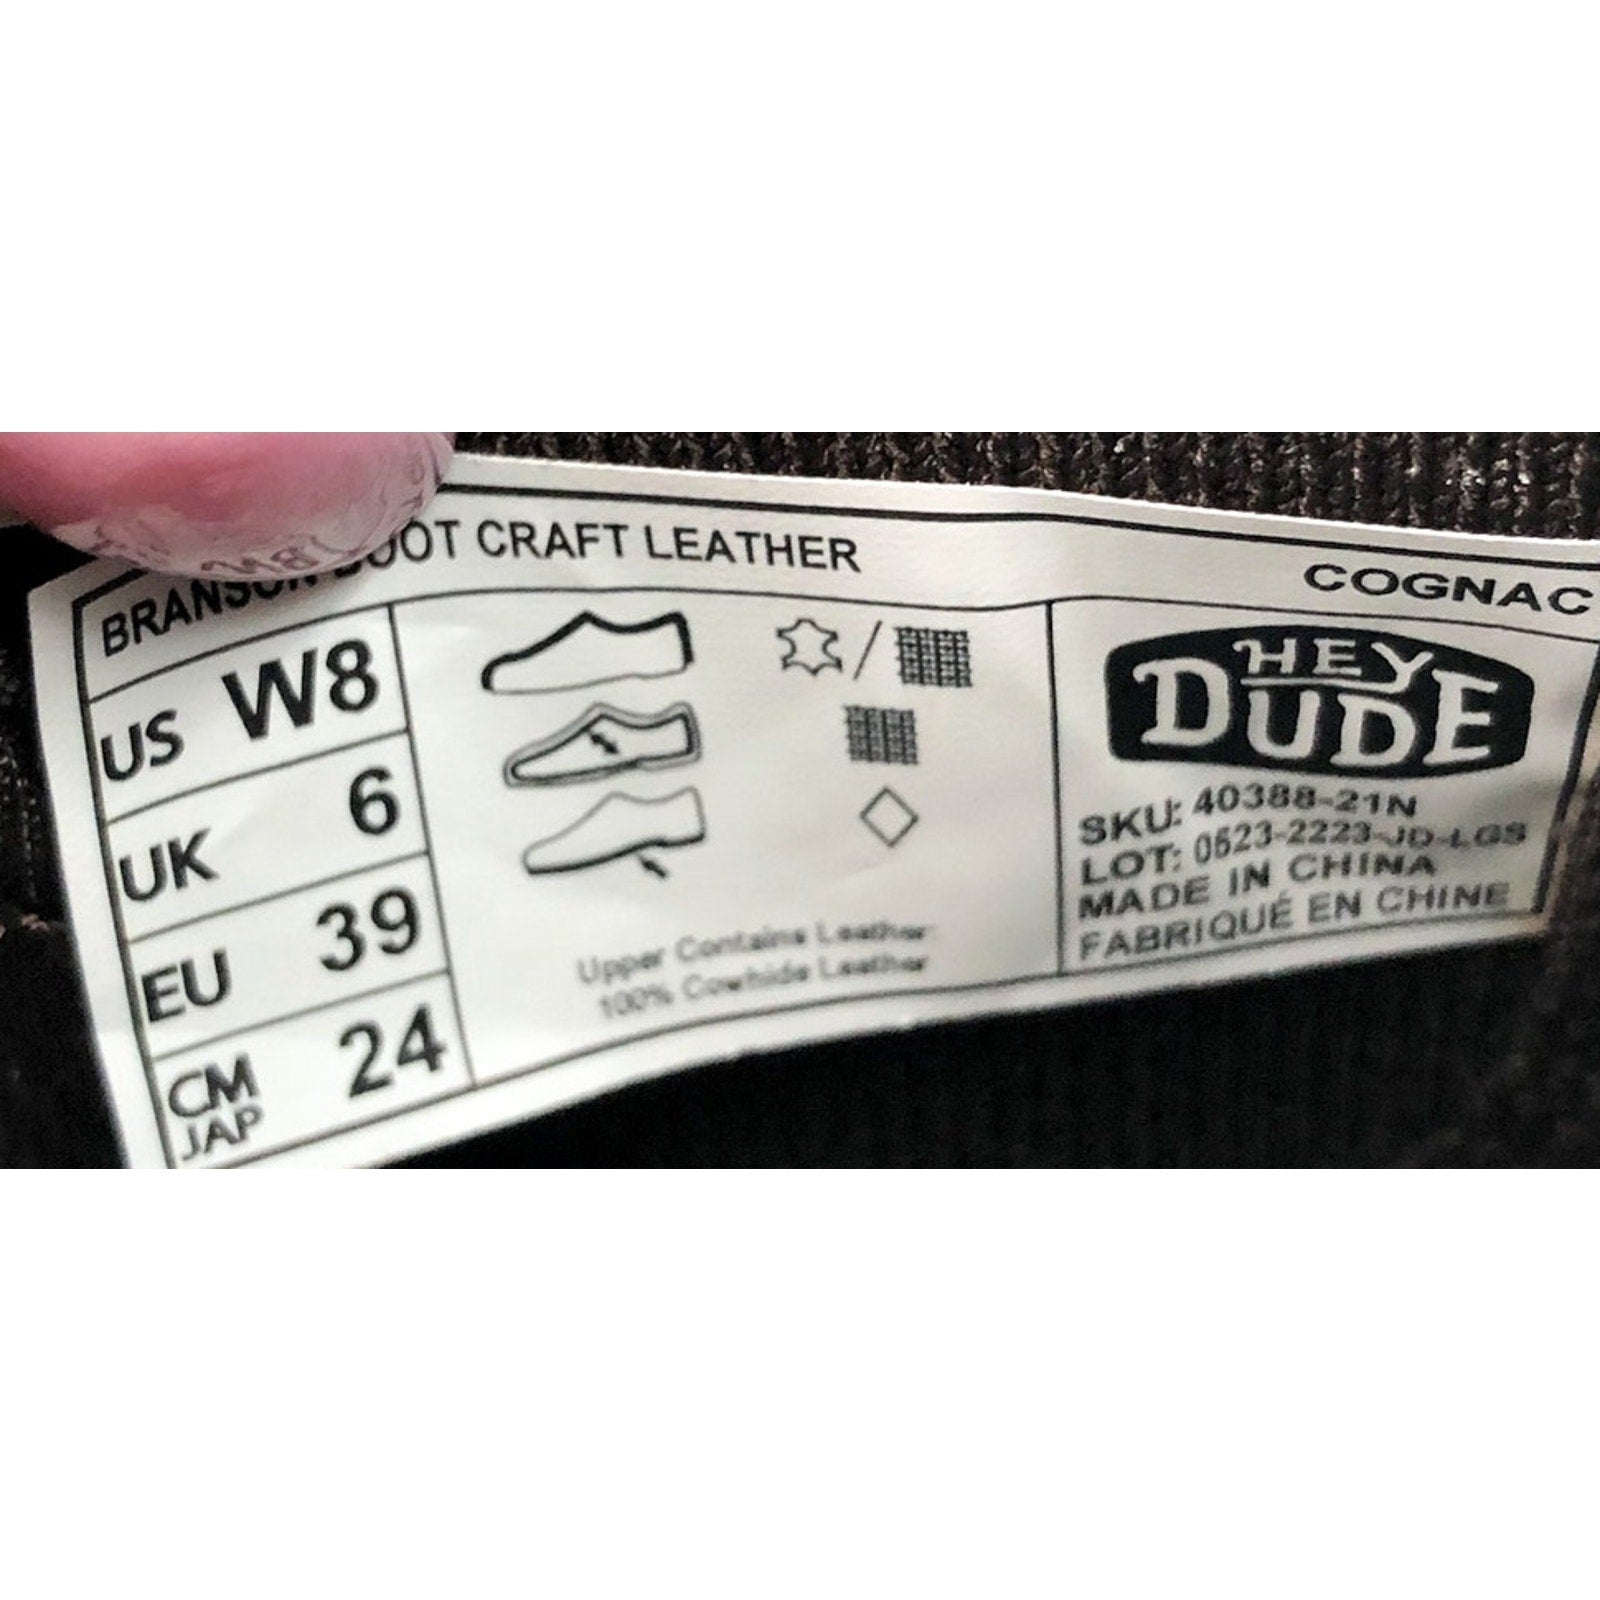 BRANSON BOOT CRAFT LEATHER COGNAC
US W8
UK 6
EU 39
CM JAP 24
Upper Contains Leather:
100% Cowhide Leather
HEY
DUDE
SKU: 40388-21N
LOT: 0523-2223-JD-LGS
MADE IN CHINA
FABRIQUÉ EN CHINE